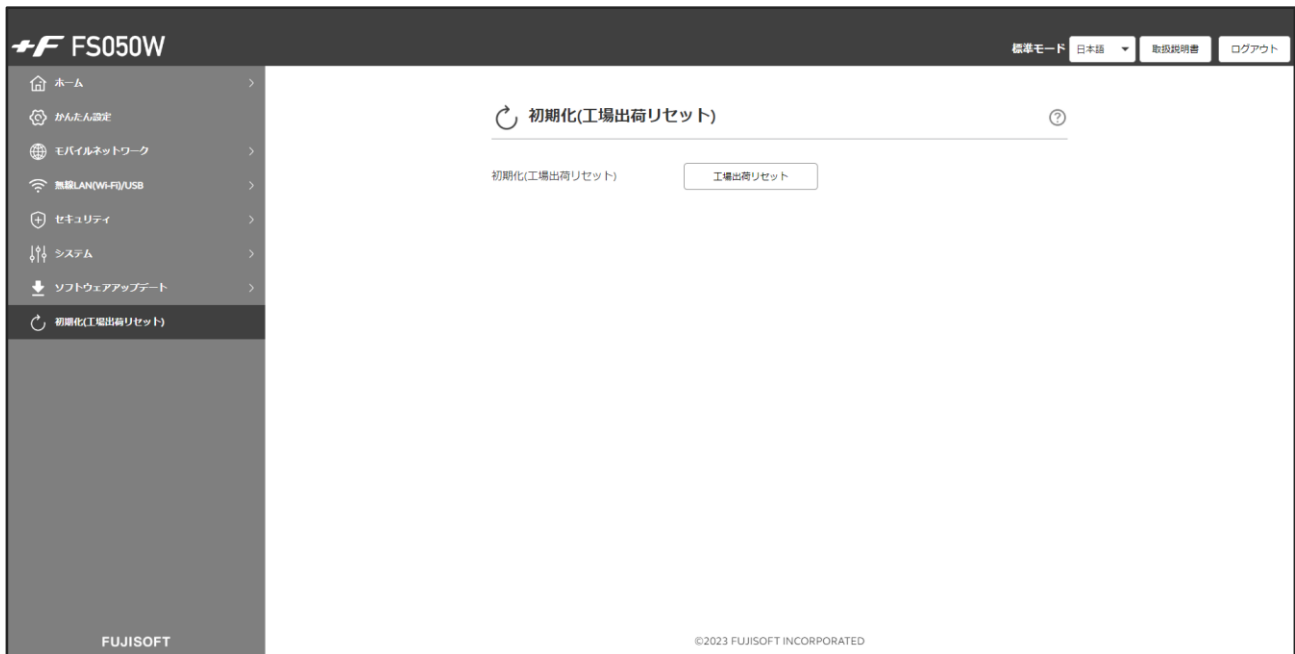 +F FS050W
標準モード 日本語 取扱説明書 ログアウト
ホーム
かんたん設定
モバイルネットワーク
無線LAN(Wi-Fi)/USB
セキュリティ
システム
ソフトウェアアップデート
初期化(工場出荷リセット)
初期化(工場出荷リセット)
初期化(工場出荷リセット) 工場出荷リセット
FUJISOFT
©2023 FUJISOFT INCORPORATED